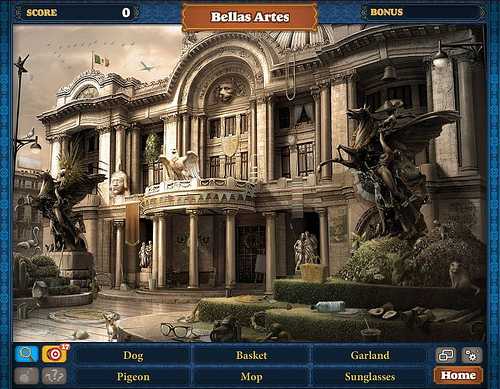 SCORE 0 Bellas Artes BONUS
17
Dog Basket Garland
Pigeon Mop Sunglasses Home